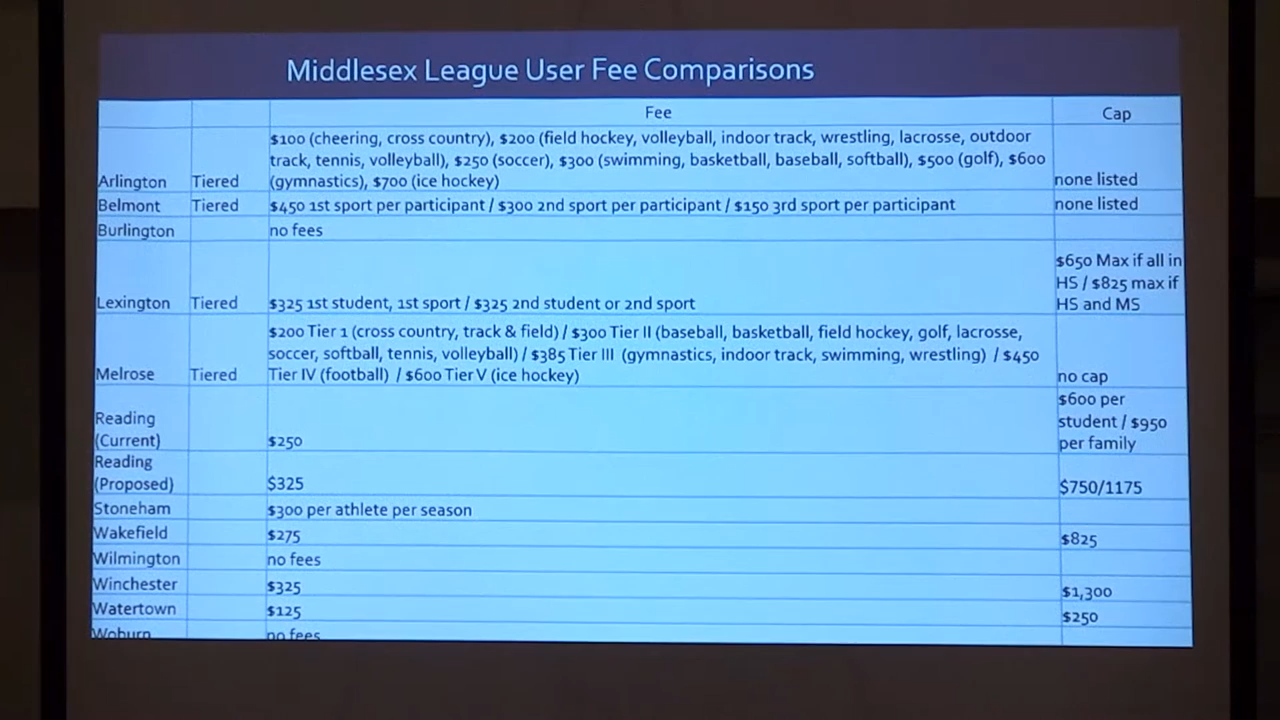 Middlesex League User Fee Comparisons
Fee Cap
$100 (cheering, cross country), $200 (field hockey, volleyball, indoor track, wrestling, lacrosse, outdoor
track, tennis, volleyball), $250 (soccer), $300 (swimming, basketball, baseball, softball), $500 (golf), $600
Arlington Tiered (gymnastics), $700 (ice hockey) none listed
Belmont Tiered $450 1st sport per participant / $300 2nd sport per participant / $150 3rd sport per participant none listed
Burlington no fees
$650 Max if all in
HS / $825 max if
Lexington Tiered $325 1st student, 1st sport / $325 2nd student or 2nd sport HS and MS
$200 Tier 1 (cross country, track & field) / $300 Tier II (baseball, basketball, field hockey, golf, lacrosse,
soccer, softball, tennis, volleyball) / $385 Tier III (gymnastics, indoor track, swimming, wrestling) / $450
Melrose Tiered Tier IV (football) / $600 Tier V (ice hockey) no cap
$600 per
Reading student / $950
(Current) $250 per family
Reading
(Proposed) $325 $750/1175
Stoneham $300 per athlete per season
Wakefield $275 $825
Wilmington no fees
Winchester $325 $1,300
Watertown $125 $250
Woburn no fees